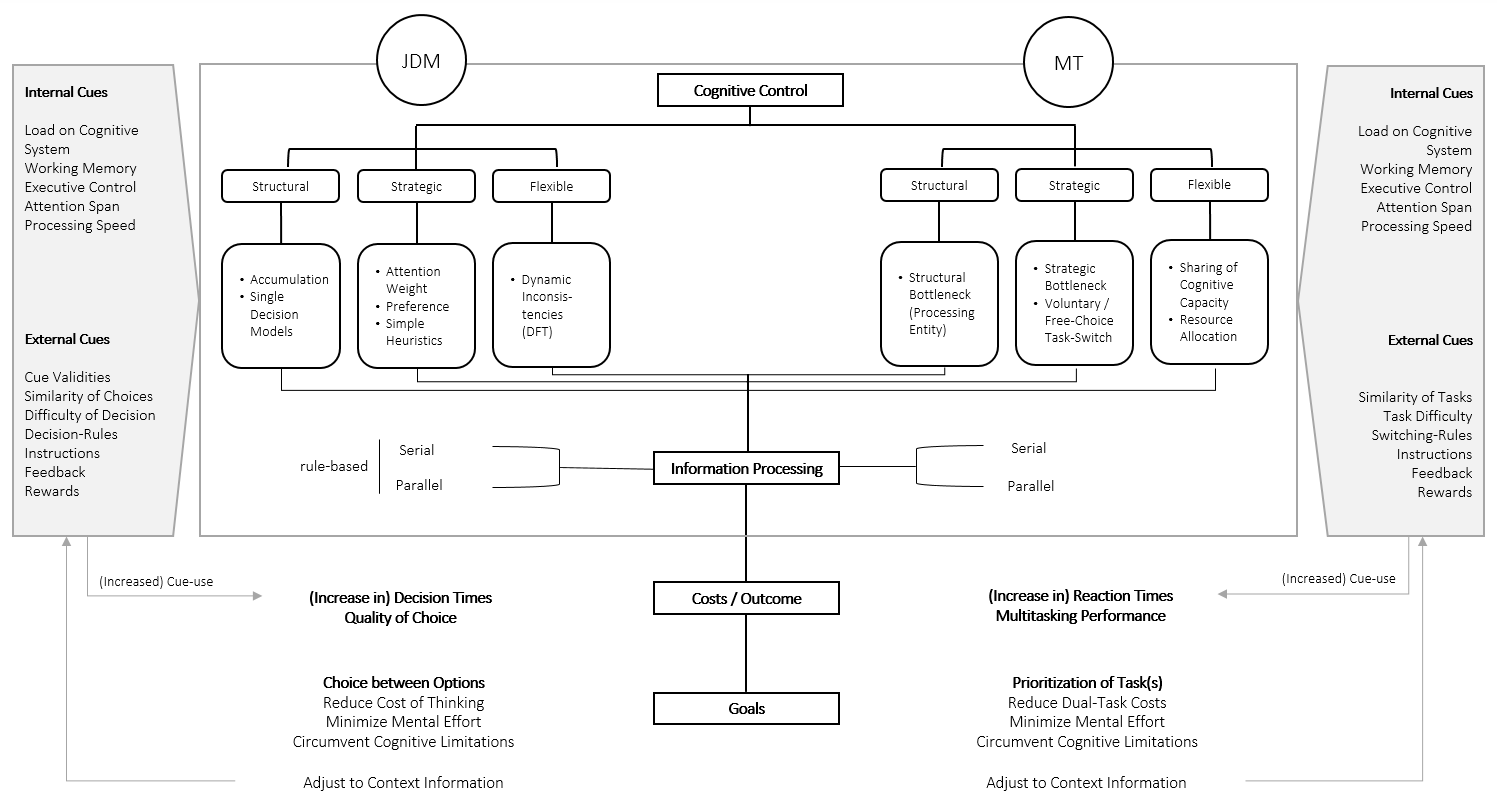 JDM
MT
Internal Cues
Load on Cognitive
System
Working Memory
Executive Control
Attention Span
Processing Speed
External Cues
Cue Validities
Similarity of Choices
Difficulty of Decision
Decision-Rules
Instructions
Feedback
Rewards
Cognitive Control
Structural
Strategic
Flexible
• Accumulation
• Single
Decision
Models
• Attention
Weight
• Preference
• Simple
Heuristics
• Dynamic
Inconsis-
tencies
(DFT)
Structural
Strategic
Flexible
• Structural
Bottleneck
(Processing
Entity)
• Strategic
Bottleneck
• Voluntary /
Free-Choice
Task-Switch
• Sharing of
Cognitive
Capacity
• Resource
Allocation
Internal Cues
Load on Cognitive
System
Working Memory
Executive Control
Attention Span
Processing Speed
External Cues
Similarity of Tasks
Task Difficulty
Switching-Rules
Instructions
Feedback
Rewards
rule-based
Serial
Parallel
Information Processing
Serial
Parallel
(Increased) Cue-use
(Increase in) Decision Times
Quality of Choice
Costs / Outcome
(Increase in) Reaction Times
Multitasking Performance
(Increased) Cue-use
Choice between Options
Reduce Cost of Thinking
Minimize Mental Effort
Circumvent Cognitive Limitations
Adjust to Context Information
Goals
Prioritization of Task(s)
Reduce Dual-Task Costs
Minimize Mental Effort
Circumvent Cognitive Limitations
Adjust to Context Information